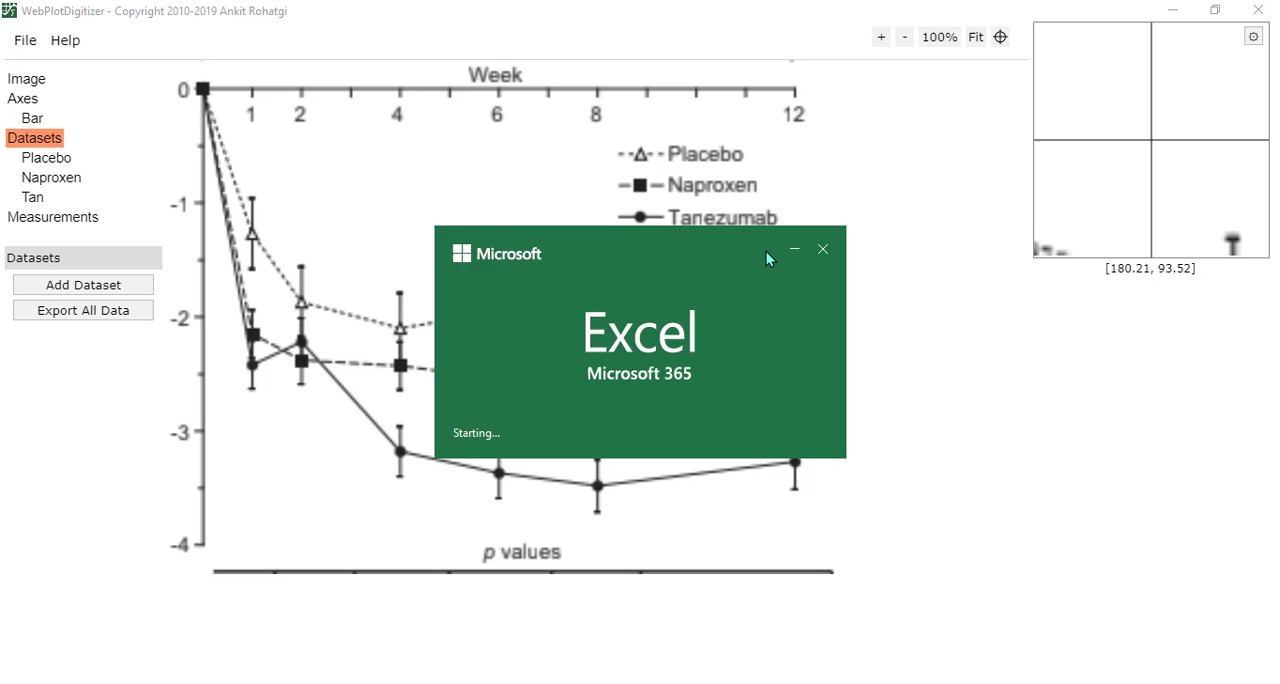 WebPlotDigitizer - Copyright 2010-2019 Ankit Rohatgi
File Help
+ - 100% Fit
Image
Axes
Bar
Datasets
Placebo
Naproxen
Tan
Measurements
Datasets
Add Dataset
Export All Data
Week
0
1 2 4 6 8 12
Placebo
Naproxen
Tanezumab
-1
-2
-3
-4
p values
Microsoft
Excel
Microsoft 365
Starting...
[180.21, 93.52]